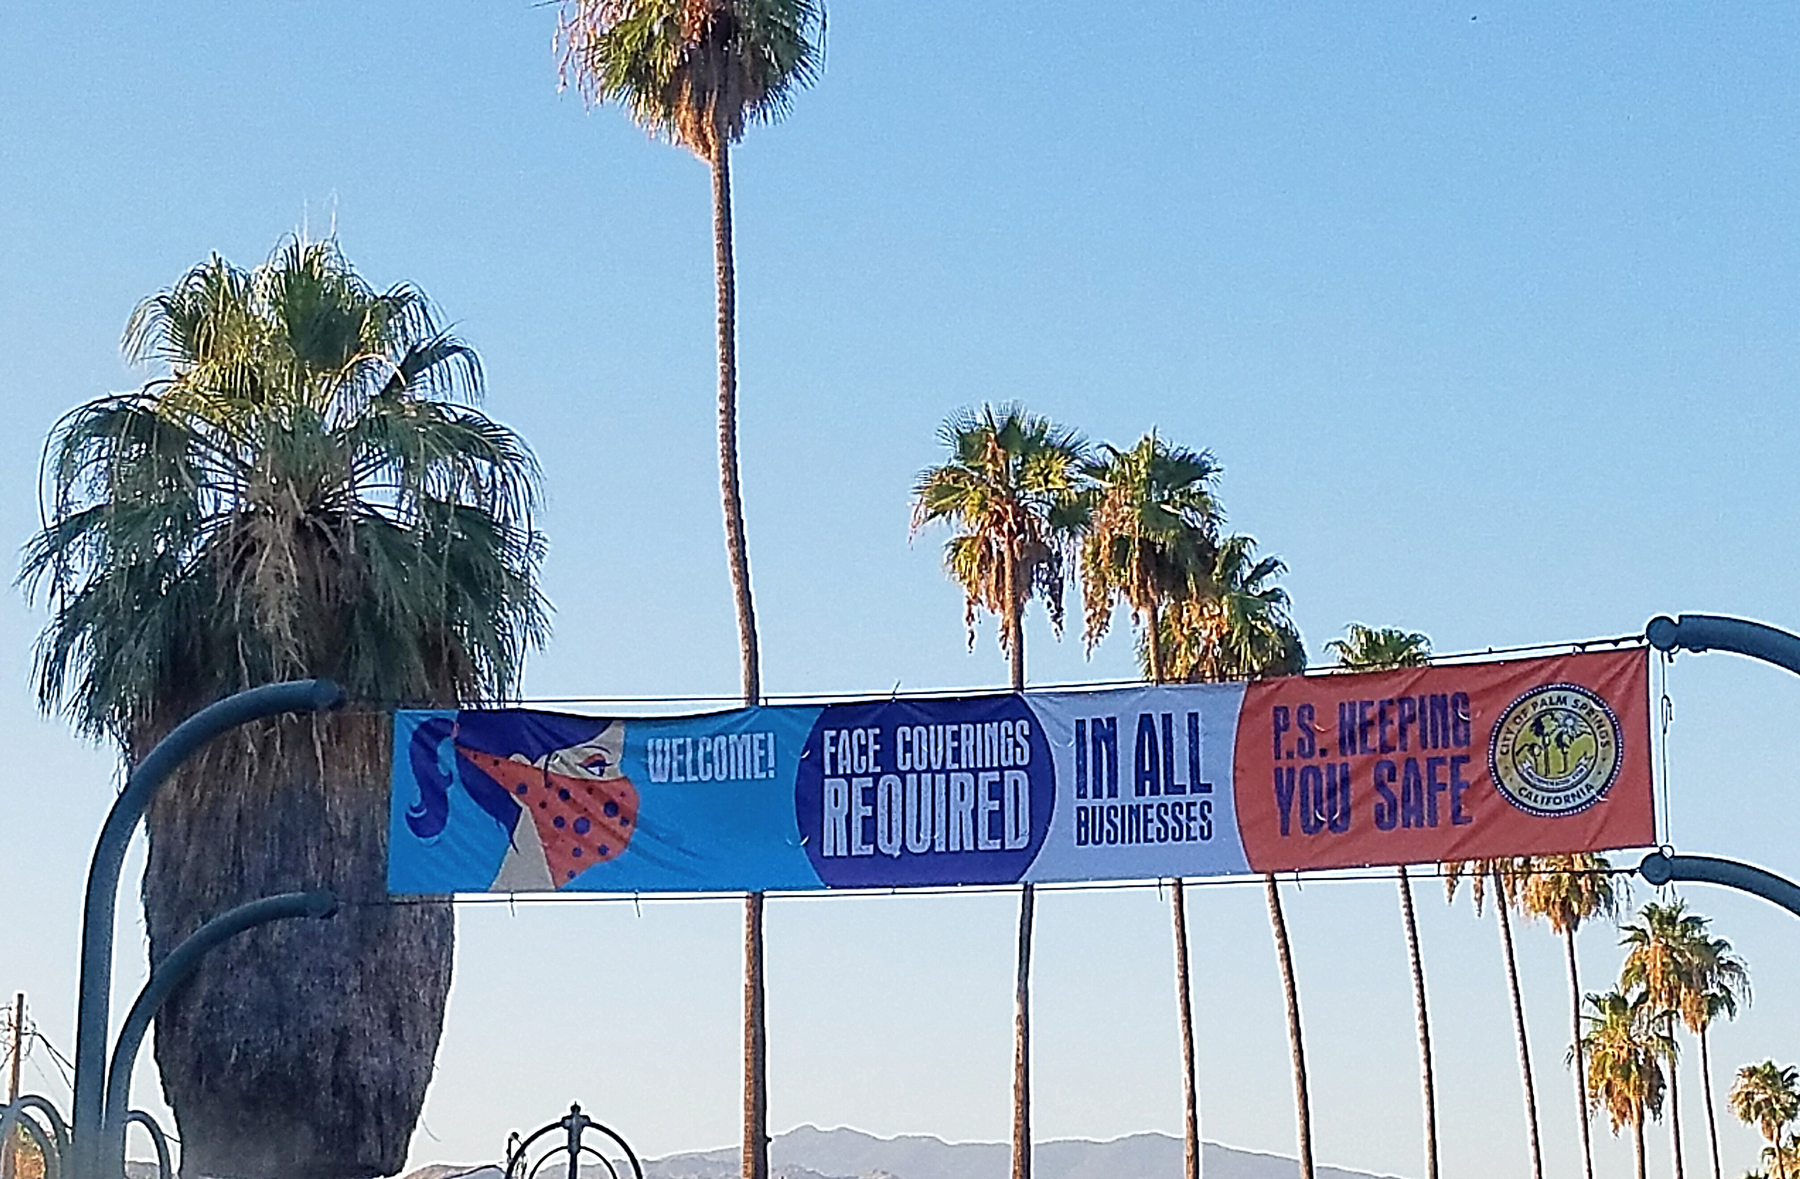 WELCOME!
FACE COVERINGS
REQUIRED
IN ALL
BUSINESSES
P.S. KEEPING
YOU SAFE
CITY OF PALM SPRINGS
CALIFORNIA